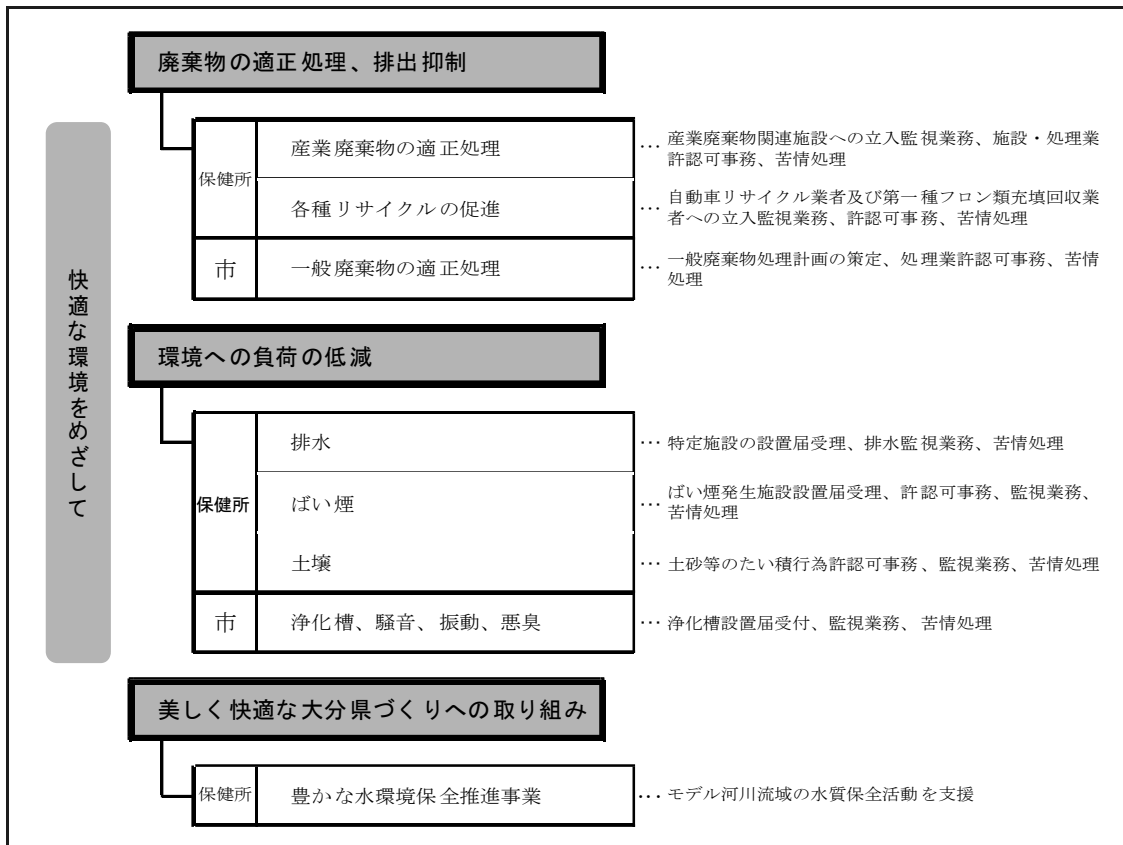 快適な環境をめざして
廃棄物の適正処理、排出抑制
保健所
産業廃棄物の適正処理
… 産業廃棄物関連施設への立入監視業務、施設・処理業
許認可事務、苦情処理
各種リサイクルの促進
… 自動車リサイクル業者及び第一種フロン類充填回収業
者への立入監視業務、許認可事務、苦情処理
市
一般廃棄物の適正処理
… 一般廃棄物処理計画の策定、処理業許認可事務、苦情
処理
環境への負荷の低減
保健所
排水
… 特定施設の設置届受理、排水監視業務、苦情処理
ばい煙
… ばい煙発生施設設置届受理、許認可事務、監視業務、
苦情処理
土壌
… 土砂等のたい積行為許認可事務、監視業務、苦情処理
市
浄化槽、騒音、振動、悪臭
… 浄化槽設置届受付、監視業務、苦情処理
美しく快適な大分県づくりへの取り組み
保健所
豊かな水環境保全推進事業
… モデル河川流域の水質保全活動を支援